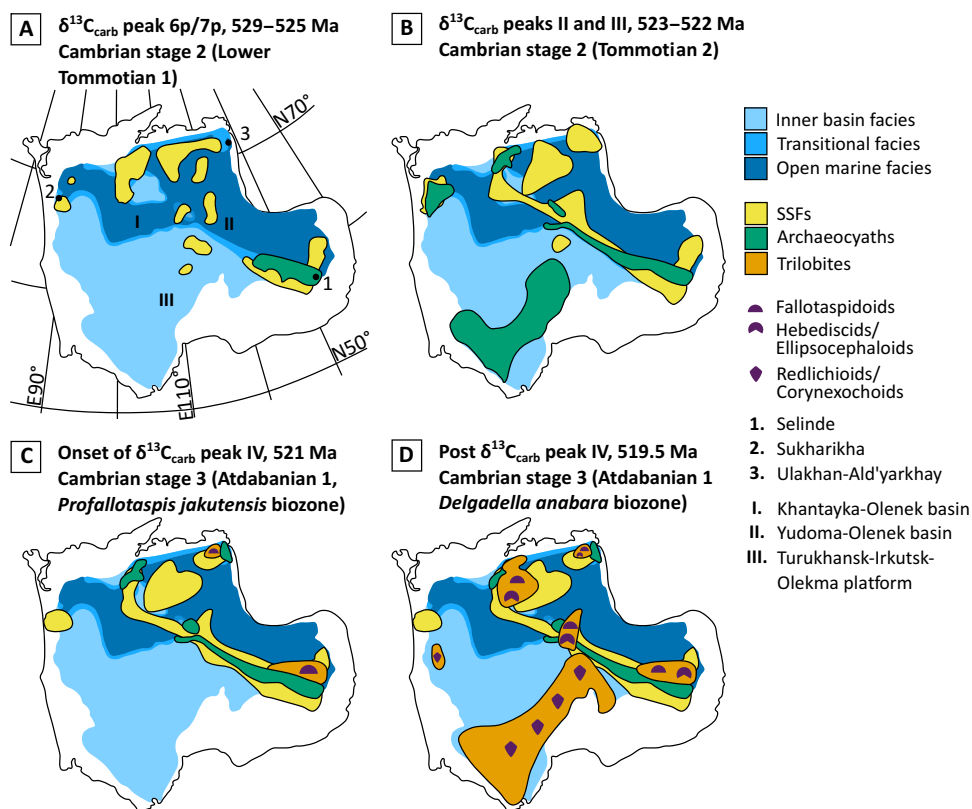 A
δ¹³Ccarb peak 6p/7p, 529–525 Ma
Cambrian stage 2 (Lower
Tommotian 1)
N70°
3
2
I
II
1
III
N50°
E90°
E110°
B
δ¹³Ccarb peaks II and III, 523–522 Ma
Cambrian stage 2 (Tommotian 2)
Inner basin facies
Transitional facies
Open marine facies
SSFs
Archaeocyaths
Trilobites
Fallotaspidoids
Hebediscids/
Ellipsocephaloids
Redlichioids/
Corynexochoids
1. Selinde
2. Sukharikha
3. Ulakhan-Ald'yarkhay
I. Khantayka-Olenek basin
II. Yudoma-Olenek basin
III. Turukhansk-Irkutsk-
Olekma platform
C
Onset of δ¹³Ccarb peak IV, 521 Ma
Cambrian stage 3 (Atdabanian 1,
Profallotaspis jakutensis biozone)
D
Post δ¹³Ccarb peak IV, 519.5 Ma
Cambrian stage 3 (Atdabanian 1
Delgadella anabara biozone)